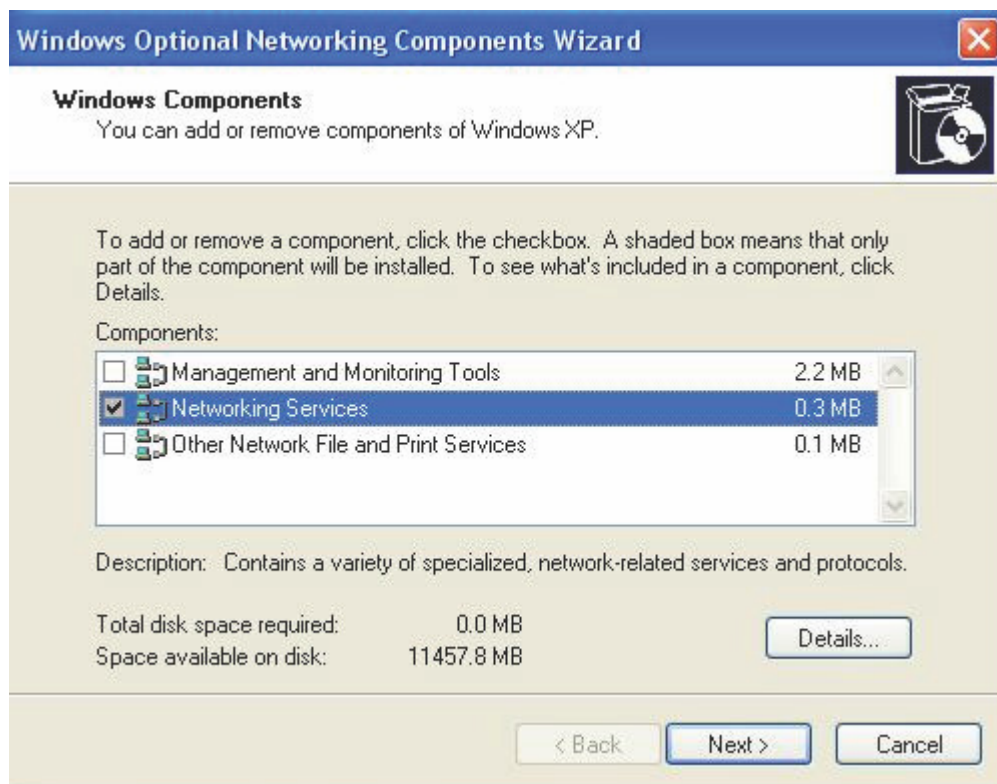 Windows Optional Networking Components Wizard
Windows Components
You can add or remove components of Windows XP.
To add or remove a component, click the checkbox. A shaded box means that only
part of the component will be installed. To see what's included in a component, click
Details.
Components:
Management and Monitoring Tools 2.2 MB
Networking Services 0.3 MB
Other Network File and Print Services 0.1 MB
Description: Contains a variety of specialized, network-related services and protocols.
Total disk space required: 0.0 MB
Space available on disk: 11457.8 MB
Details...
< Back Next > Cancel